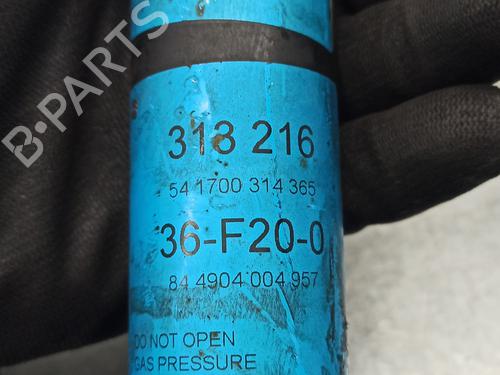 313 216
54 1700 314 365
36-F20-0
84 4904 004 957
DO NOT OPEN
GAS PRESSURE
B-PARTS
B-PARTS